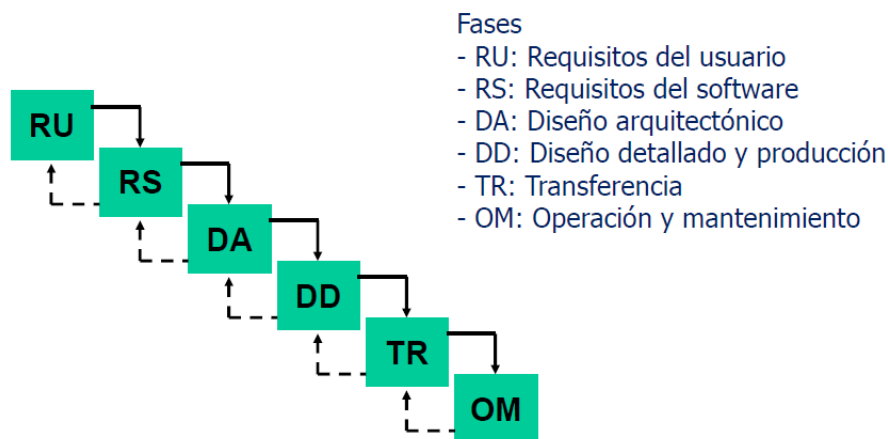 Fases
- RU: Requisitos del usuario
- RS: Requisitos del software
- DA: Diseño arquitectónico
- DD: Diseño detallado y producción
- TR: Transferencia
- OM: Operación y mantenimiento
RU
RS
DA
DD
TR
OM